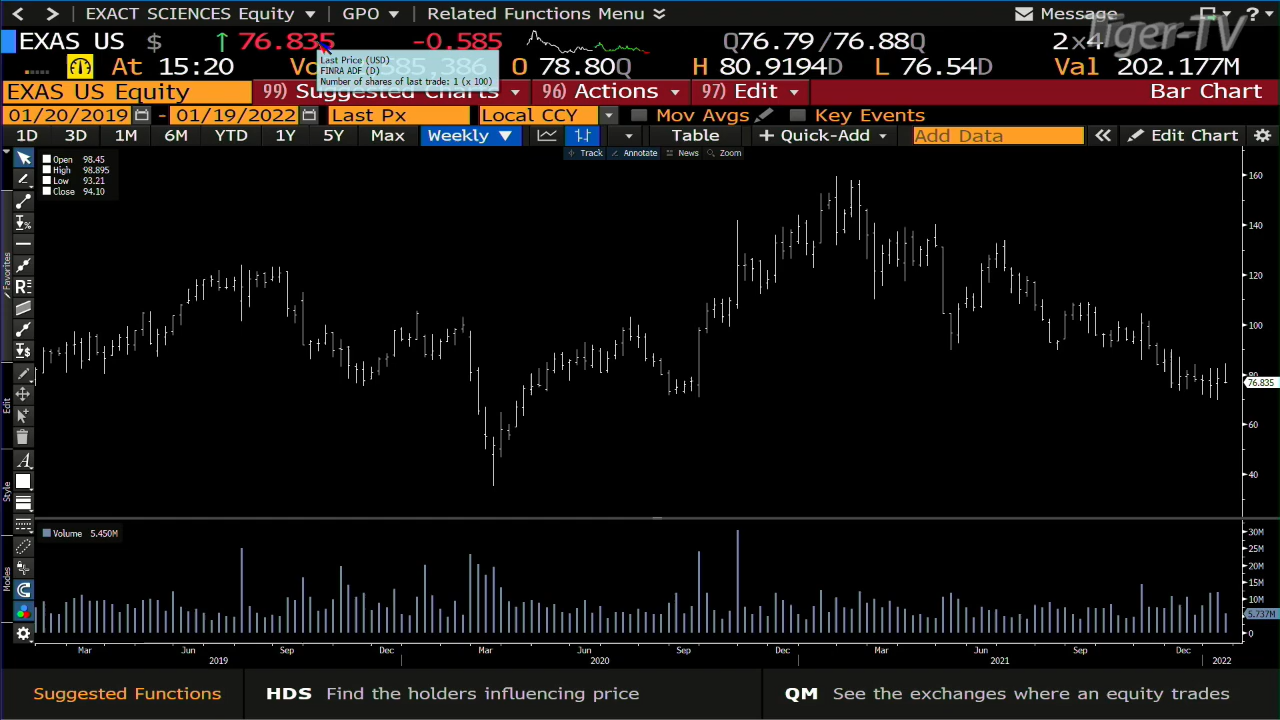 EXACT SCIENCES Equity GPO Related Functions Menu Message ?
Tiger-TV
EXAS US $ ↑ 76.835 -0.585 Q76.79 /76.88Q 2×4
At 15:20 Vo 585.386 O 78.80Q H 80.9194D L 76.54D Val 202.177M
Last Price (USD)
FINRA ADF (D)
Number of shares of last trade: 1 (x 100)
EXAS US Equity 99) Suggested Charts 96) Actions 97) Edit Bar Chart
01/20/2019 - 01/19/2022 Last Px Local CCY Mov Avgs Key Events
1D 3D 1M 6M YTD 1Y 5Y Max Weekly Table + Quick-Add Add Data Edit Chart
Track Annotate News Zoom
Open 98.45
High 98.895
Low 93.21
Close 94.10
Favorites
Edit
Style
Modes
160
140
120
100
80
76.835
60
40
Volume 5.450M
30M
25M
20M
15M
10M
5.737M
0
Mar Jun Sep Dec Mar Jun Sep Dec Mar Jun Sep Dec
2019 2020 2021 2022
Suggested Functions HDS Find the holders influencing price QM See the exchanges where an equity trades